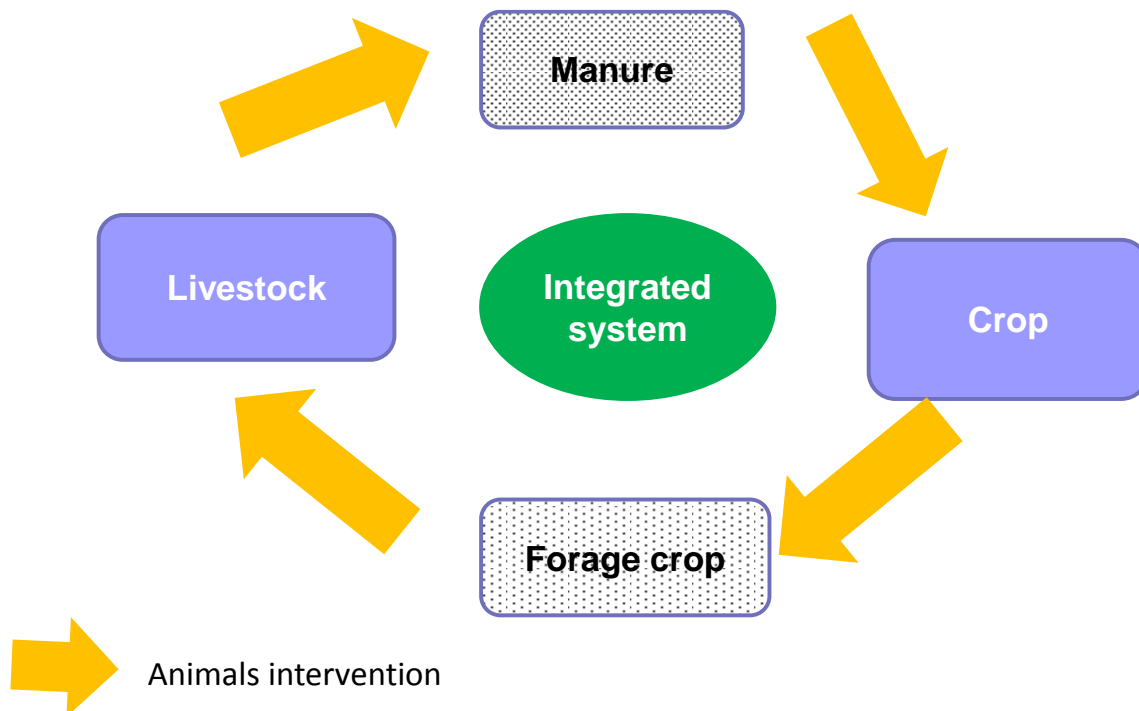 Manure
Livestock
Integrated
system
Crop
Forage crop
Animals intervention